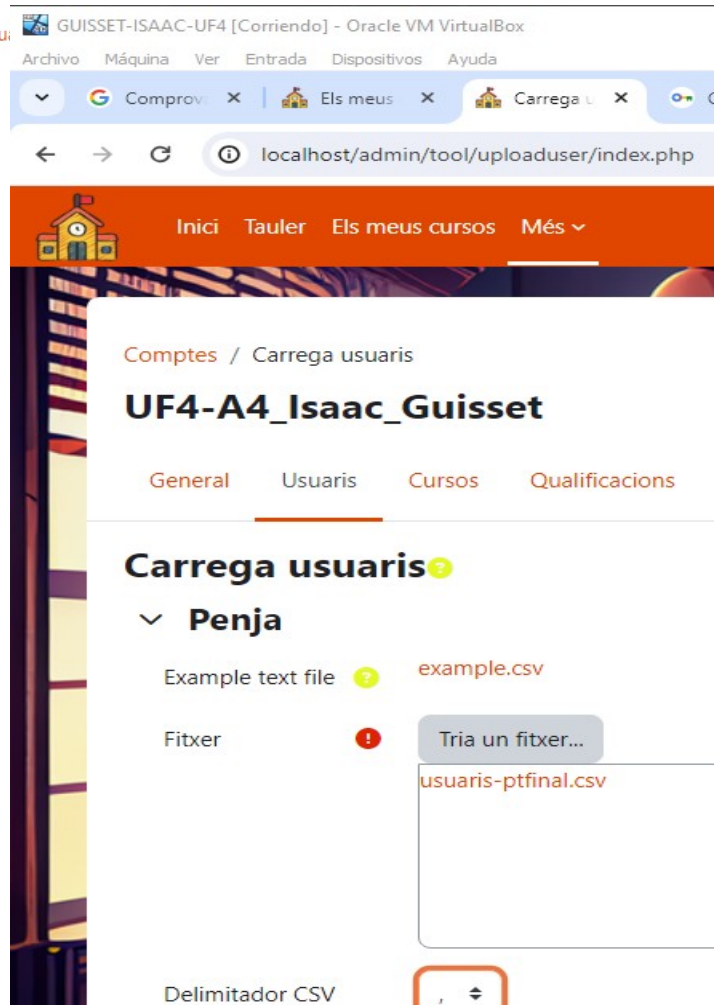 GUISSET-ISAAC-UF4 [Corriendo] - Oracle VM VirtualBox
Archivo Máquina Ver Entrada Dispositivos Ayuda
Comprov Els meus Carrega
localhost/admin/tool/uploaduser/index.php
Inici Tauler Els meus cursos Més
Comptes / Carrega usuaris
UF4-A4_Isaac_Guisset
General Usuaris Cursos Qualificacions
Carrega usuaris ?
Penja
Example text file ? example.csv
Fitxer ! Tria un fitxer...
usuaris-ptfinal.csv
Delimitador CSV ,